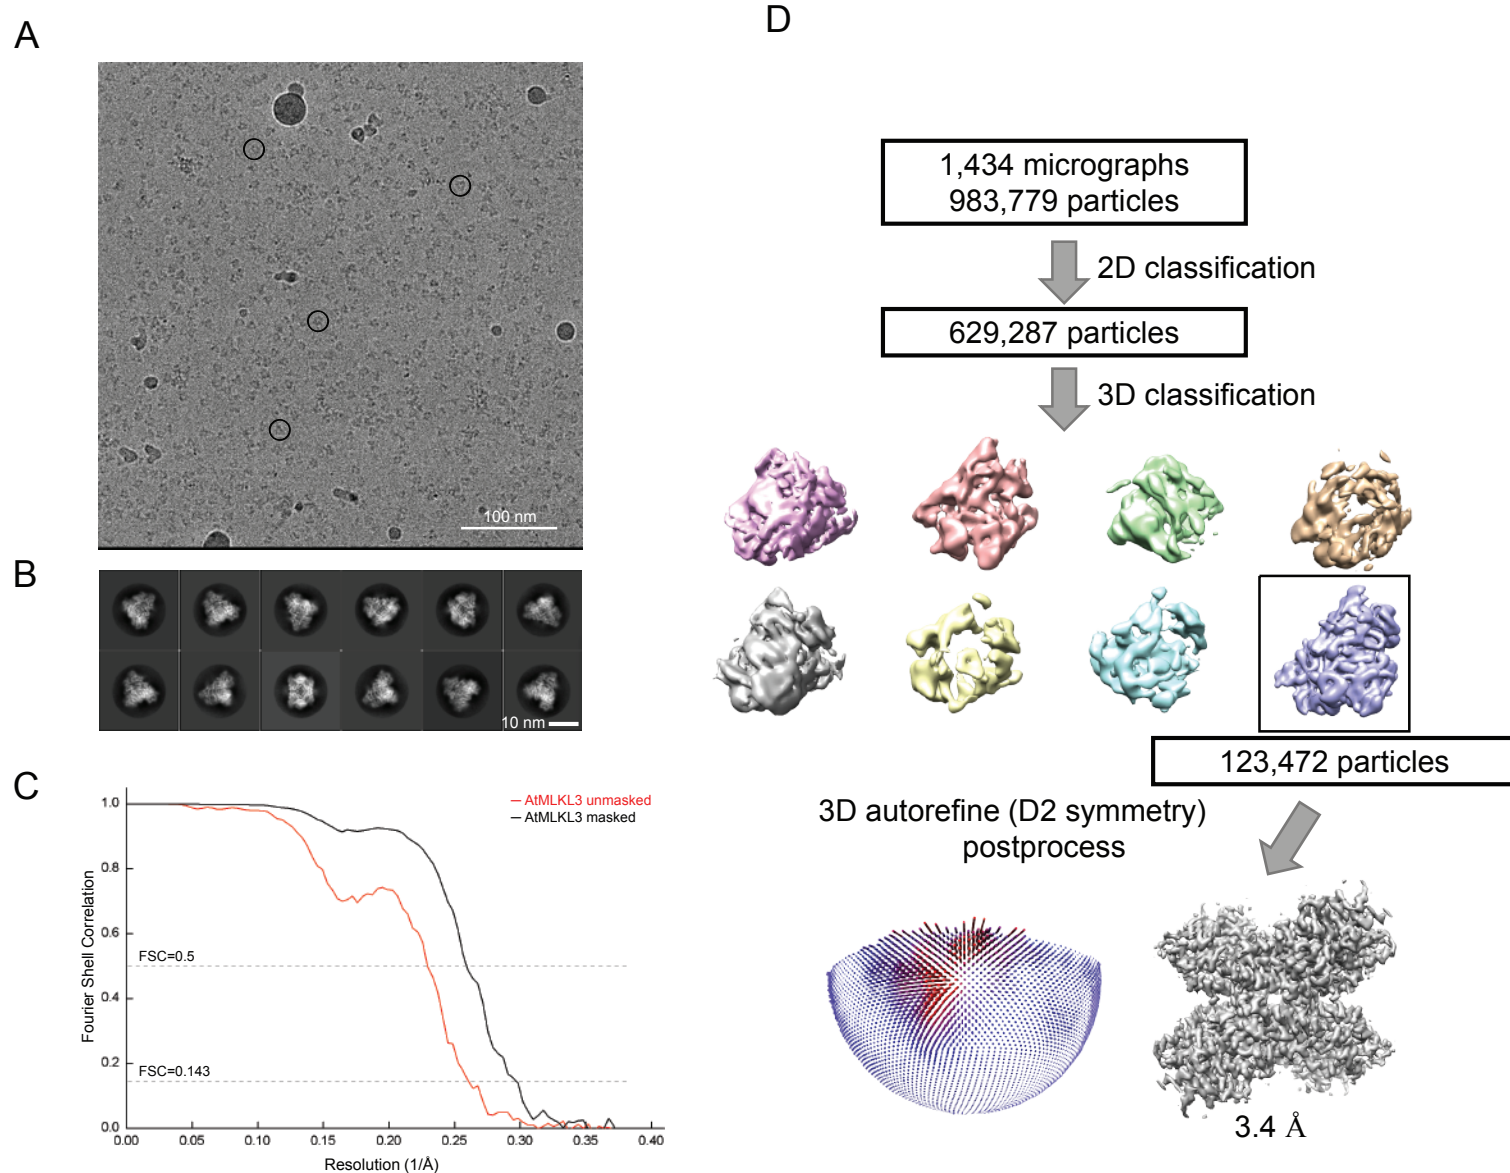 A
100 nm
B
10 nm
C
1.0
0.8
0.6
0.4
0.2
0.0
0.00
0.05
0.10
0.15
0.20
0.25
0.30
0.35
0.40
Fourier Shell Correlation
Resolution (1/Å)
AtMLKL3 unmasked
AtMLKL3 masked
FSC=0.5
FSC=0.143
D
1,434 micrographs
983,779 particles
2D classification
629,287 particles
3D classification
123,472 particles
3D autorefine (D2 symmetry)
postprocess
3.4 Å